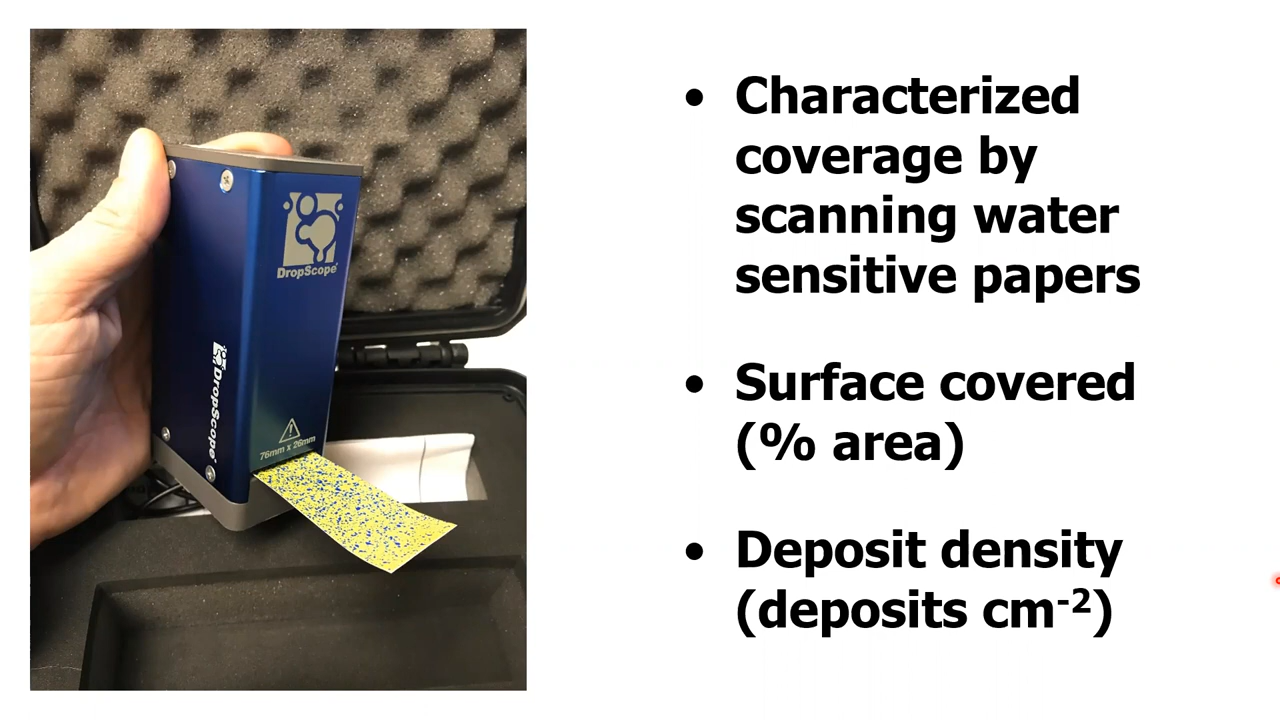 DropScope
DropScope
76mm x 26mm
• Characterized
coverage by
scanning water
sensitive papers
• Surface covered
(% area)
• Deposit density
(deposits cm⁻²)